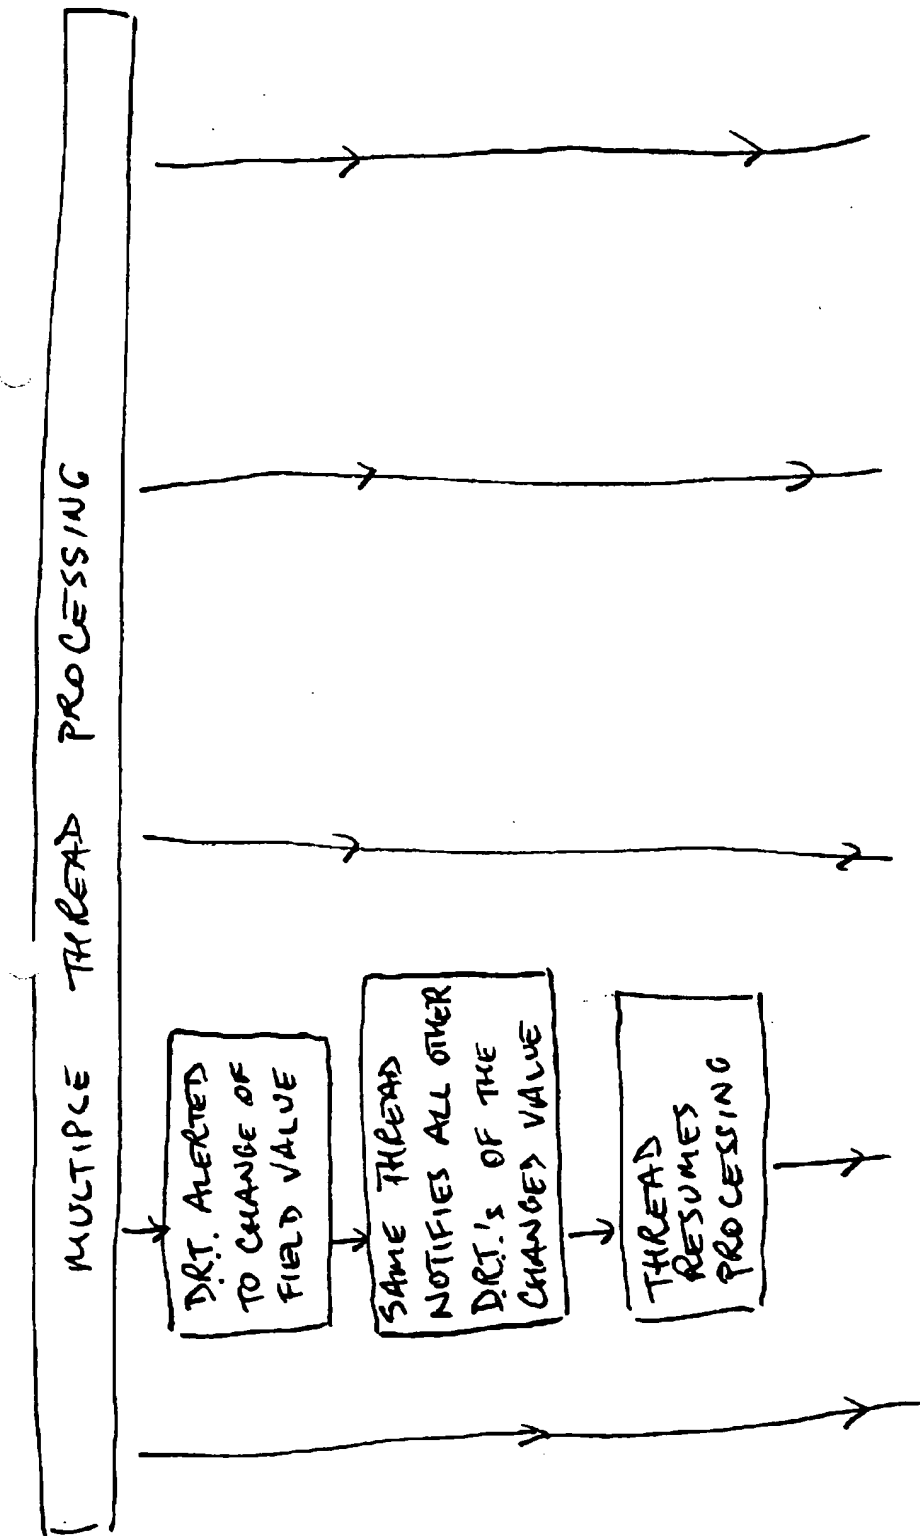 MULTIPLE THREAD PROCESSING
D.R.T. ALERTED
TO CHANGE OF
FIELD VALUE
SAME THREAD
NOTIFIES ALL OTHER
D.R.T.'s OF THE
CHANGED VALUE
THREAD
RESUMES
PROCESSING